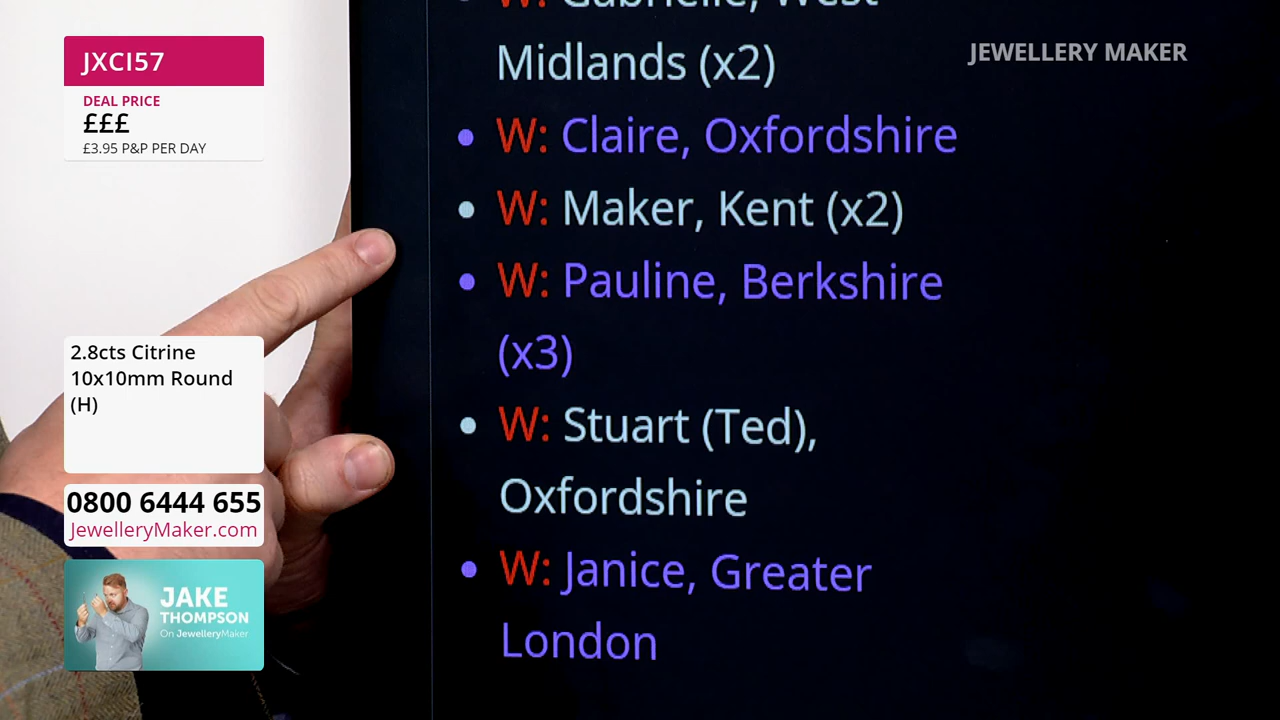 JXCI57
DEAL PRICE
£££
£3.95 P&P PER DAY
2.8cts Citrine
10x10mm Round
(H)
0800 6444 655
JewelleryMaker.com
JAKE
THOMPSON
On JewelleryMaker
JEWELLERY MAKER
W: Gabrielle, West
Midlands (x2)
W: Claire, Oxfordshire
W: Maker, Kent (x2)
W: Pauline, Berkshire
(x3)
W: Stuart (Ted),
Oxfordshire
W: Janice, Greater
London